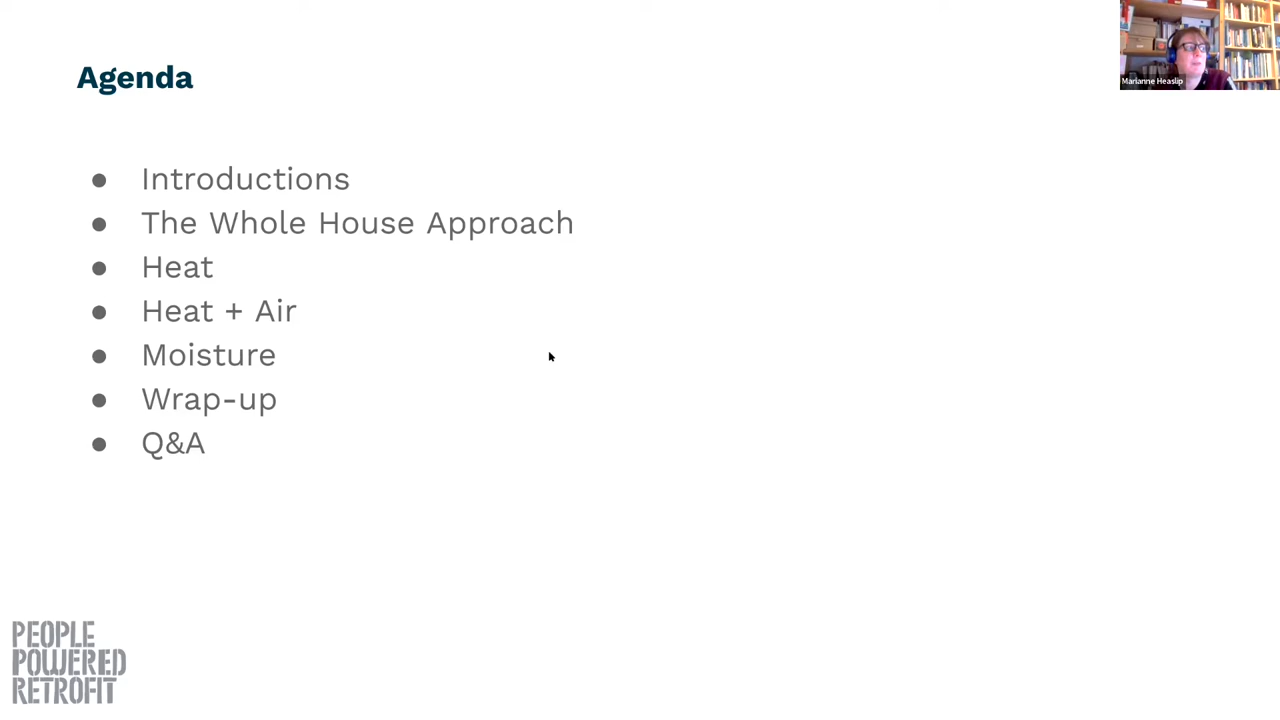 Agenda
Marianne Heaslip
● Introductions
● The Whole House Approach
● Heat
● Heat + Air
● Moisture
● Wrap-up
● Q&A
PEOPLE
POWERED
RETROFIT